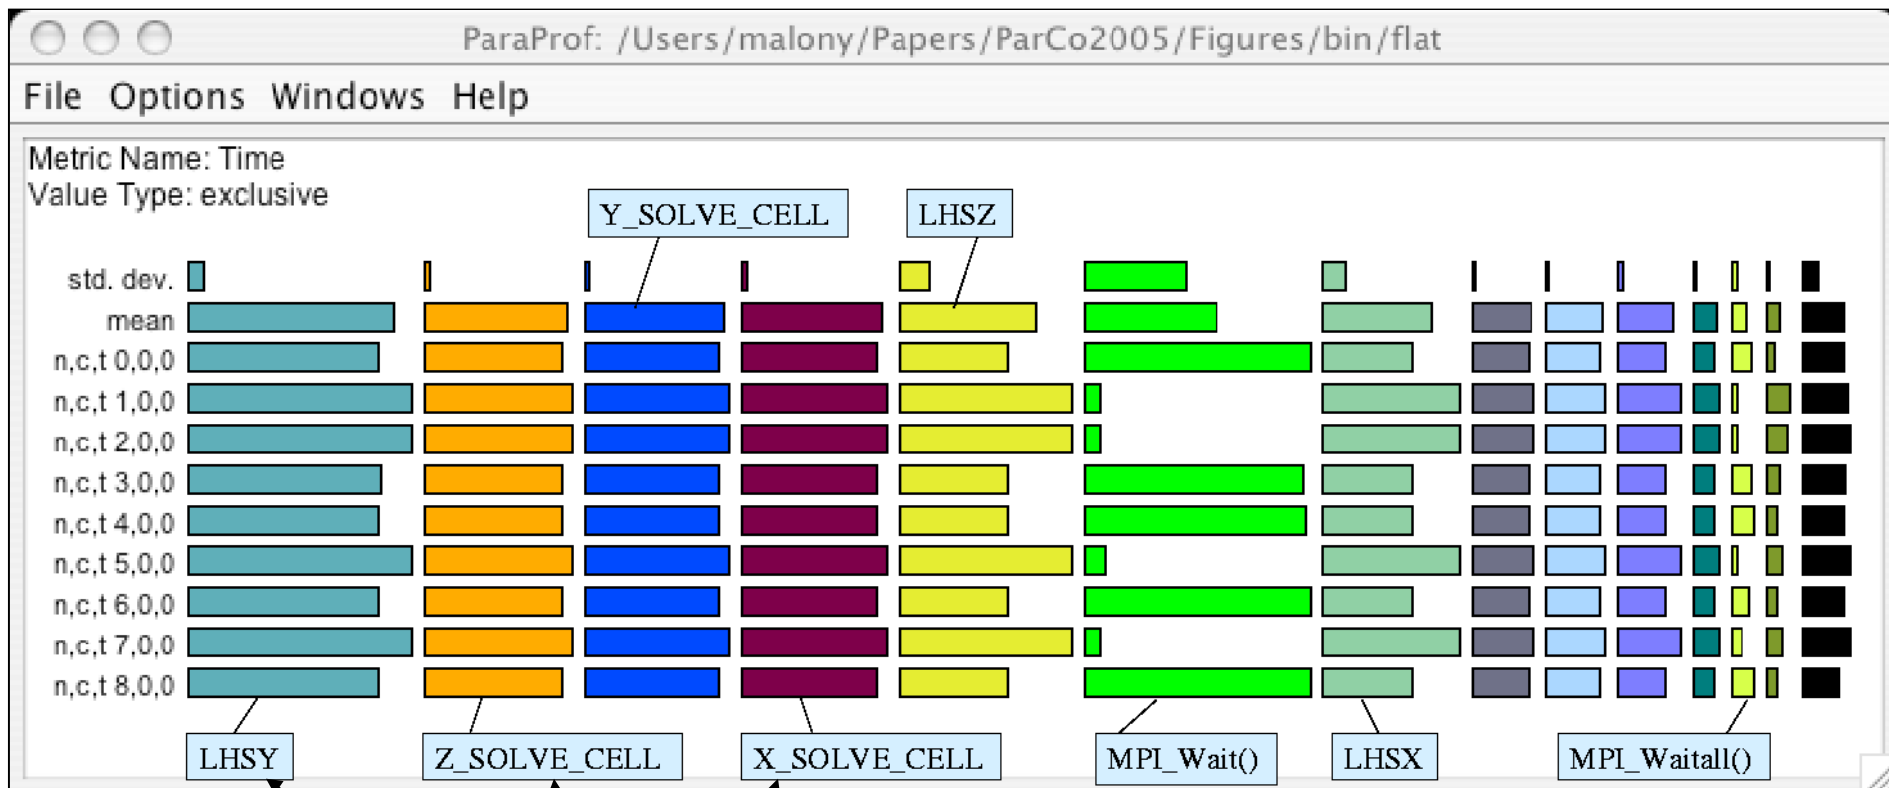 ParaProf: /Users/malony/Papers/ParCo2005/Figures/bin/flat
File Options Windows Help
Metric Name: Time
Value Type: exclusive
Y_SOLVE_CELL LHSZ
std. dev.
mean
n,c,t 0,0,0
n,c,t 1,0,0
n,c,t 2,0,0
n,c,t 3,0,0
n,c,t 4,0,0
n,c,t 5,0,0
n,c,t 6,0,0
n,c,t 7,0,0
n,c,t 8,0,0
LHSY Z_SOLVE_CELL X_SOLVE_CELL MPI_Wait() LHSX MPI_Waitall()